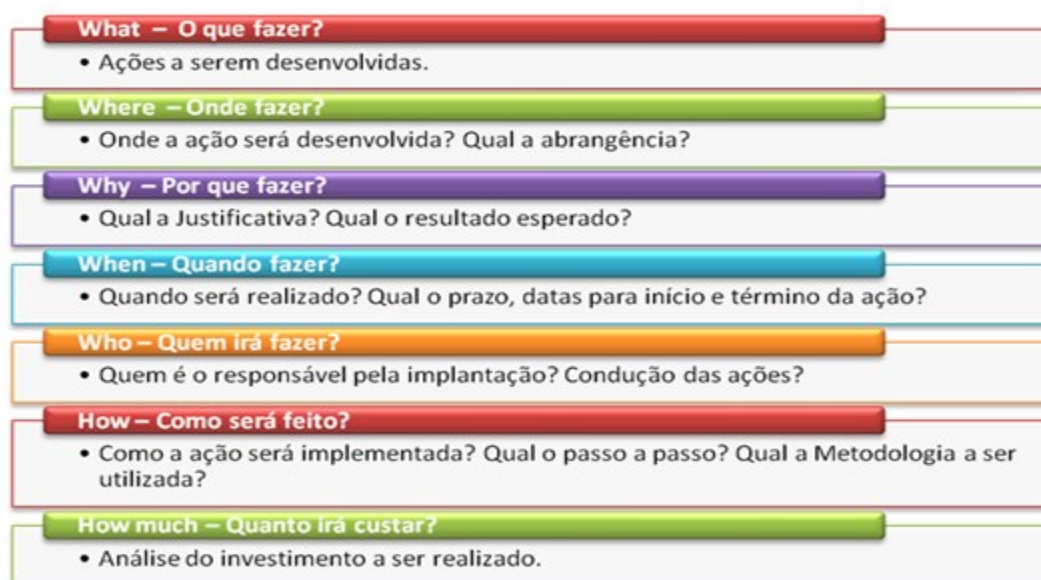 What – O que fazer?
• Ações a serem desenvolvidas.
Where – Onde fazer?
• Onde a ação será desenvolvida? Qual a abrangência?
Why – Por que fazer?
• Qual a Justificativa? Qual o resultado esperado?
When – Quando fazer?
• Quando será realizado? Qual o prazo, datas para início e término da ação?
Who – Quem irá fazer?
• Quem é o responsável pela implantação? Condução das ações?
How – Como será feito?
• Como a ação será implementada? Qual o passo a passo? Qual a Metodologia a ser
utilizada?
How much – Quanto irá custar?
• Análise do investimento a ser realizado.